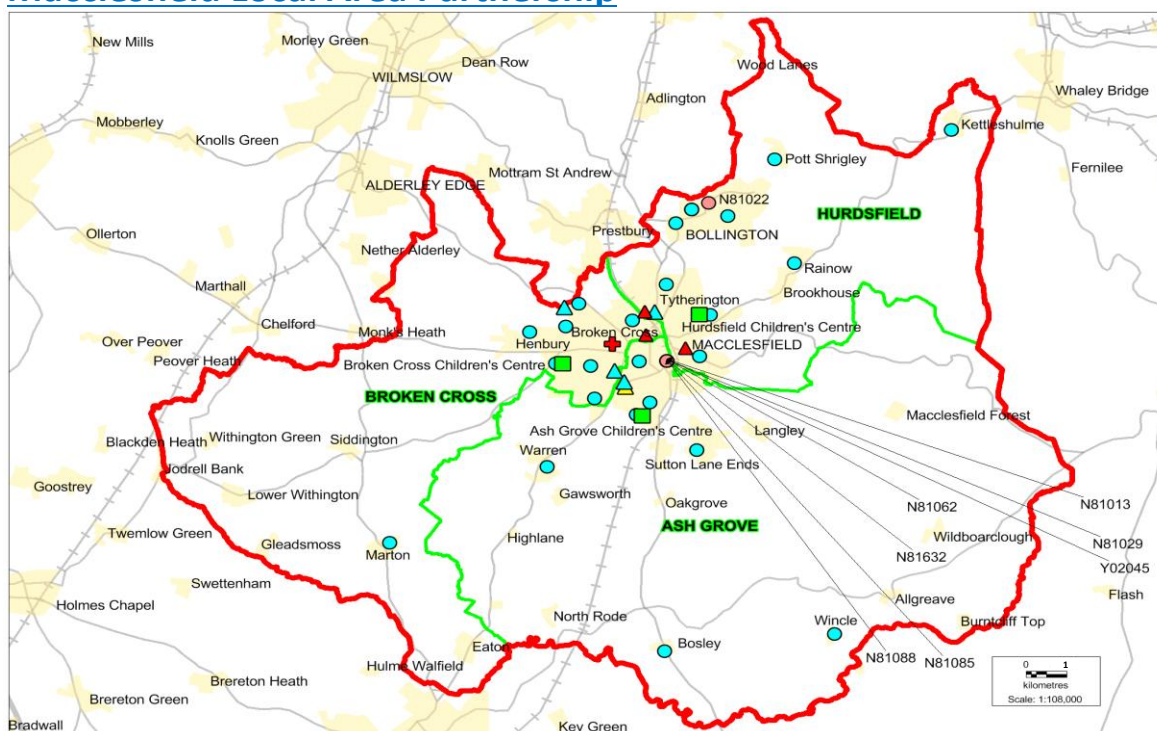 Macclesfield Local Area Partnership
New Mills
Morley Green
Dean Row
WILMSLOW
Wood Lanes
Adlington
Whaley Bridge
Mobberley
Knolls Green
Kettleshulme
Pott Shrigley
Fernilee
Mottram St Andrew
ALDERLEY EDGE
N81022
HURDSFIELD
Ollerton
Nether Alderley
Prestbury
BOLLINGTON
Rainow
Marthall
Brookhouse
Tytherington
Chelford
Monk's Heath
Broken Cross
Hurdsfield Children's Centre
Over Peover
Henbury
MACCLESFIELD
Peover Heath
Broken Cross Children's Centre
BROKEN CROSS
Macclesfield Forest
Blackden Heath
Withington Green
Siddington
Ash Grove Children's Centre
Langley
Warren
Sutton Lane Ends
Jodrell Bank
Goostrey
Lower Withington
Gawsworth
Oakgrove
N81062
N81013
ASH GROVE
Twemlow Green
Gleadsmoss
Marton
Highlane
Wildboarclough
N81029
N81632
Y02045
Swettenham
Allgreave
Flash
Holmes Chapel
North Rode
Wincle
Burntcliff Top
Bosley
Eaton
N81088
N81085
Hulme Walfield
Brereton Heath
Brereton Green
Bradwall
Key Green
0 1
kilometres
Scale: 1:108,000